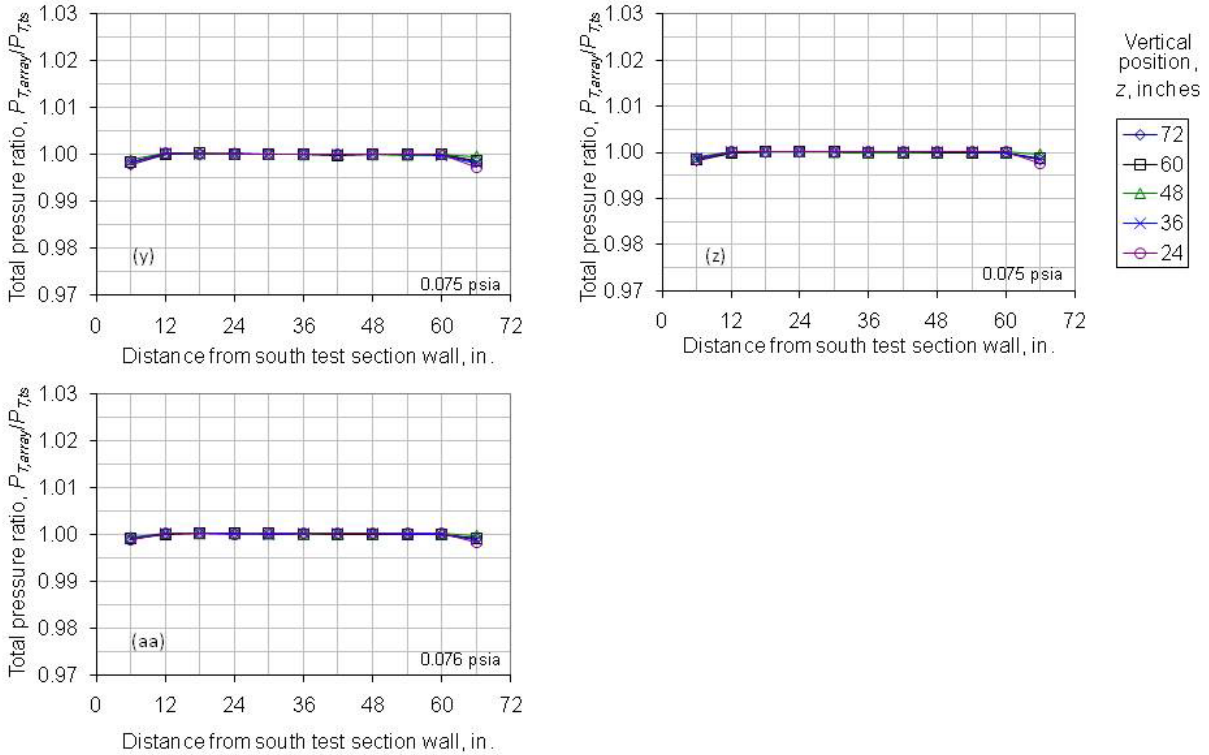 Total pressure ratio, P_T,array/P_T,ts
1.03
1.02
1.01
1.00
0.99
0.98
0.97
(y)
0.075 psia
0 12 24 36 48 60 72
Distance from south test section wall, in.
Total pressure ratio, P_T,array/P_T,ts
1.03
1.02
1.01
1.00
0.99
0.98
0.97
(z)
0.075 psia
0 12 24 36 48 60 72
Distance from south test section wall, in.
Vertical
position,
z, inches
72
60
48
36
24
Total pressure ratio, P_T,array/P_T,ts
1.03
1.02
1.01
1.00
0.99
0.98
0.97
(aa)
0.076 psia
0 12 24 36 48 60 72
Distance from south test section wall, in.